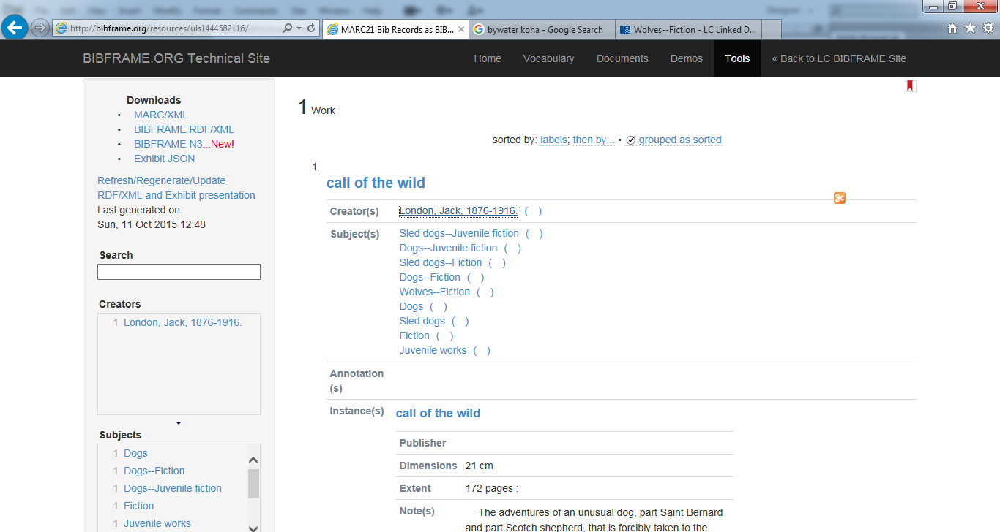 http://bibframe.org/resources/uls1444582116/
MARC21 Bib Records as BIB...
bywater koha - Google Search
Wolves--Fiction - LC Linked D...
BIBFRAME.ORG Technical Site
Home
Vocabulary
Documents
Demos
Tools
« Back to LC BIBFRAME Site
Downloads
• MARC/XML
• BIBFRAME RDF/XML
• BIBFRAME N3...New!
• Exhibit JSON
Refresh/Regenerate/Update
RDF/XML and Exhibit presentation
Last generated on:
Sun, 11 Oct 2015 12:48
Search
Creators
1 London, Jack, 1876-1916.
Subjects
1 Dogs
1 Dogs--Fiction
1 Dogs--Juvenile fiction
1 Fiction
1 Juvenile works
1 Work
sorted by: labels; then by... • grouped as sorted
1.
call of the wild
Creator(s) London, Jack, 1876-1916. ( )
Subject(s) Sled dogs--Juvenile fiction ( )
Dogs--Juvenile fiction ( )
Sled dogs--Fiction ( )
Dogs--Fiction ( )
Wolves--Fiction ( )
Dogs ( )
Sled dogs ( )
Fiction ( )
Juvenile works ( )
Annotation
(s)
Instance(s) call of the wild
Publisher
Dimensions 21 cm
Extent 172 pages :
Note(s) The adventures of an unusual dog, part Saint Bernard
and part Scotch shepherd, that is forcibly taken to the